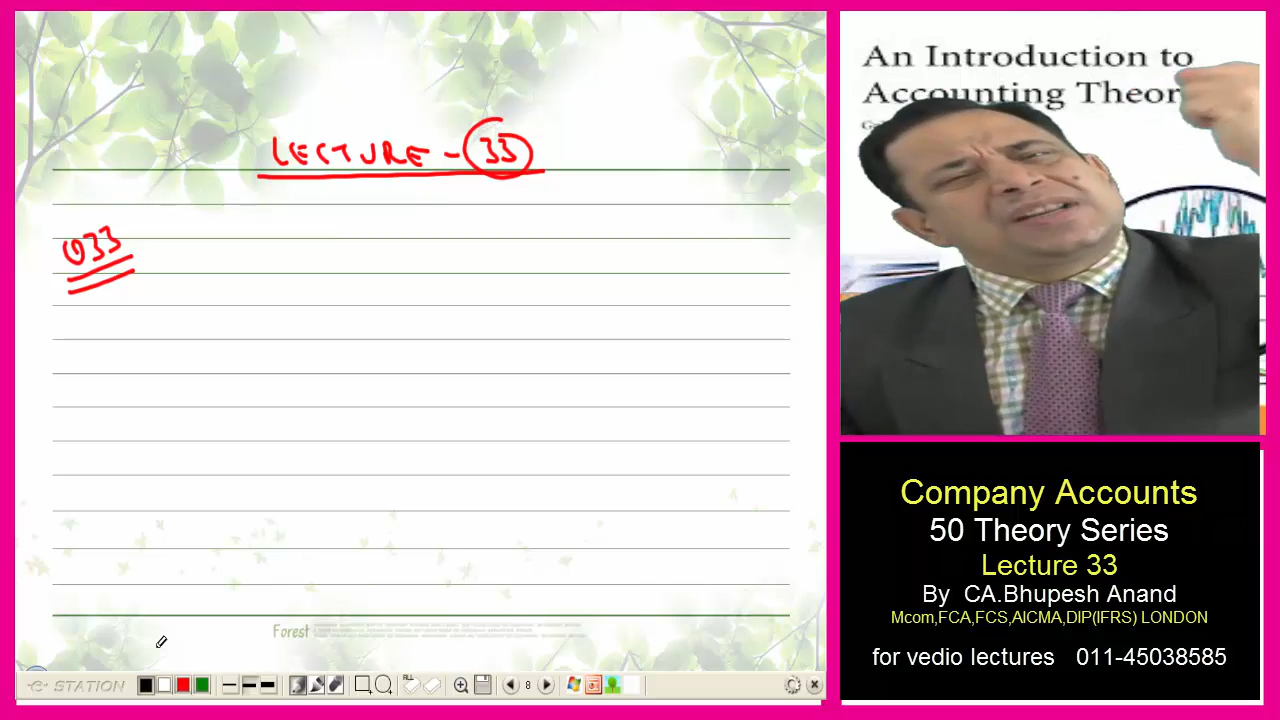 LECTURE - 33
Q33
An Introduction to
Accounting Theor
Company Accounts
50 Theory Series
Lecture 33
By CA.Bhupesh Anand
Mcom,FCA,FCS,AICMA,DIP(IFRS) LONDON
for vedio lectures 011-45038585
Forest
e-STATION
ALL
8